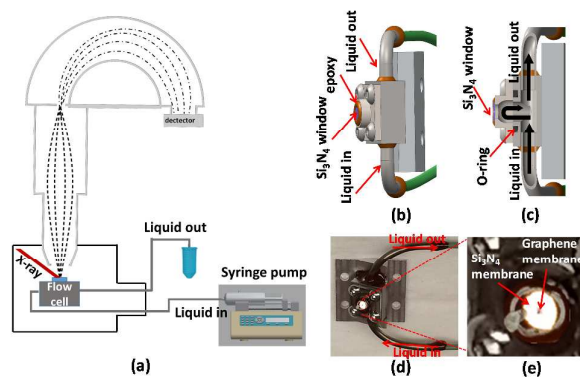 dectector
X-ray
Flow
cell
Liquid out
Syringe pump
Liquid in
(a)
Liquid out
epoxy
Si₃N₄ window
Liquid in
(b)
Si₃N₄ window
Liquid out
O-ring
Liquid in
(c)
Liquid out
Liquid in
(d)
Graphene
membrane
Si₃N₄
membrane
(e)